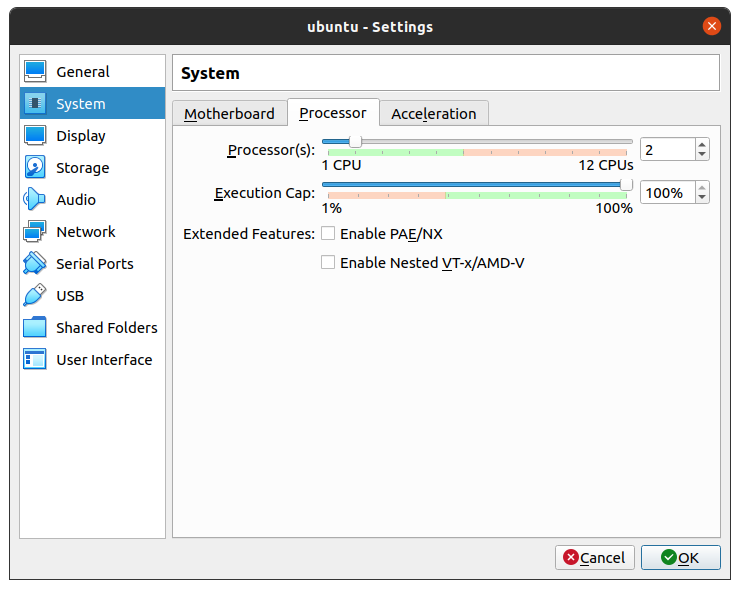 ubuntu - Settings
General
System
Display
Storage
Audio
Network
Serial Ports
USB
Shared Folders
User Interface
System
Motherboard Processor Acceleration
Processor(s): 2
1 CPU 12 CPUs
Execution Cap: 100%
1% 100%
Extended Features: Enable PAE/NX
Enable Nested VT-x/AMD-V
Cancel OK